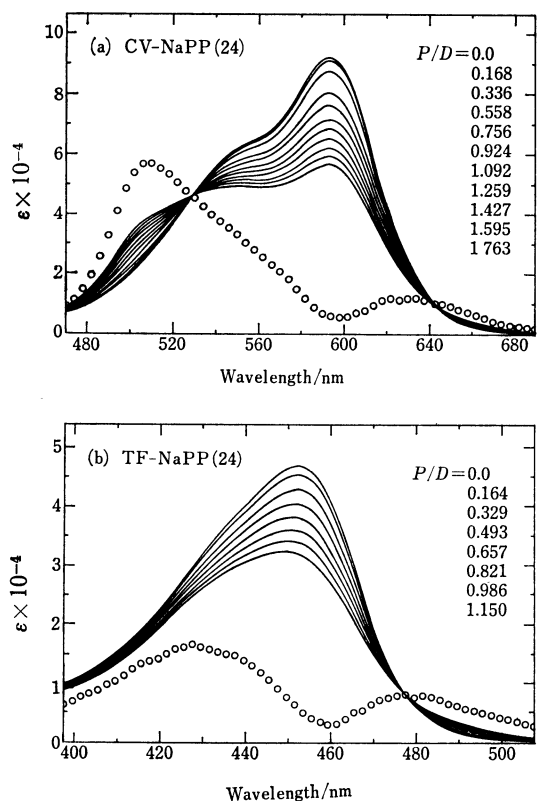 (a) CV-NaPP(24)
P/D=0.0
0.168
0.336
0.558
0.756
0.924
1.092
1.259
1.427
1.595
1 763
10
8
6
4
2
0
ε×10⁻⁴
480 520 560 600 640 680
Wavelength/nm
(b) TF-NaPP(24)
P/D=0.0
0.164
0.329
0.493
0.657
0.821
0.986
1.150
5
4
3
2
1
0
ε×10⁻⁴
400 420 440 460 480 500
Wavelength/nm